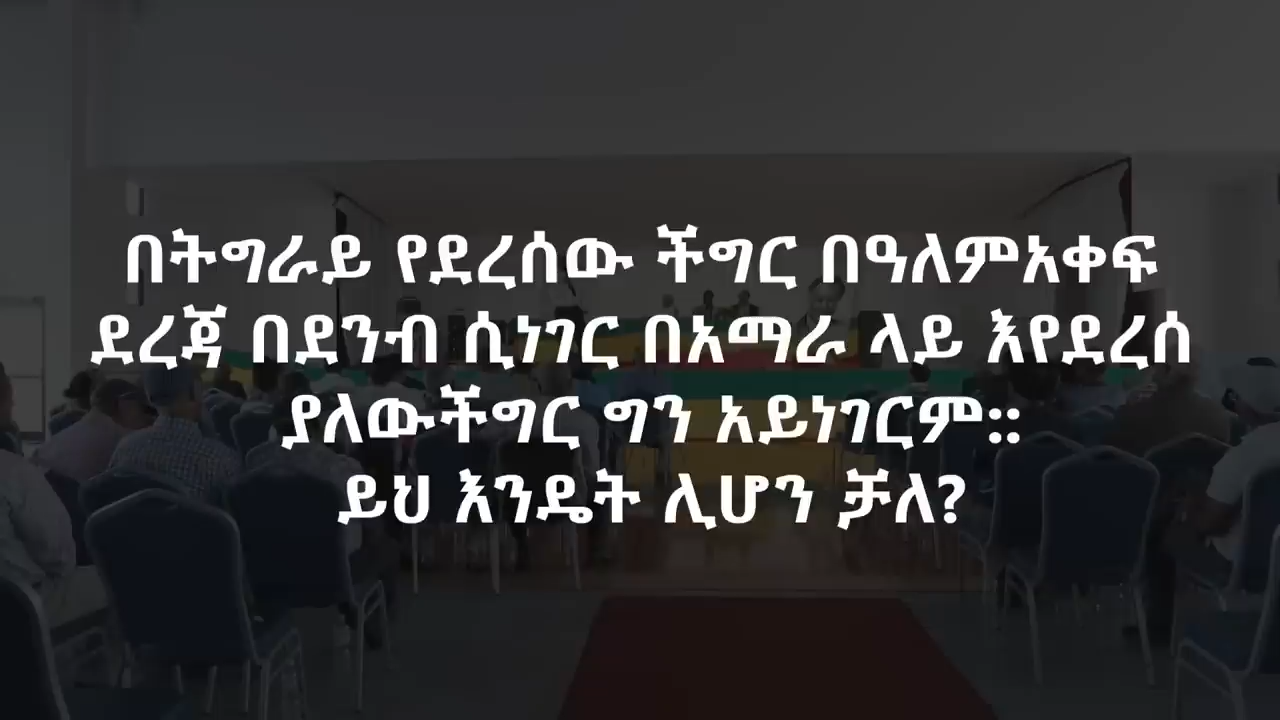 በትግራይ የደረሰው ችግር በዓለምአቀፍ
ደረጃ በደንብ ሲነገር በአማራ ላይ እየደረሰ
ያለውችግር ግን አይነገርም።
ይህ እንዴት ሊሆን ቻለ?